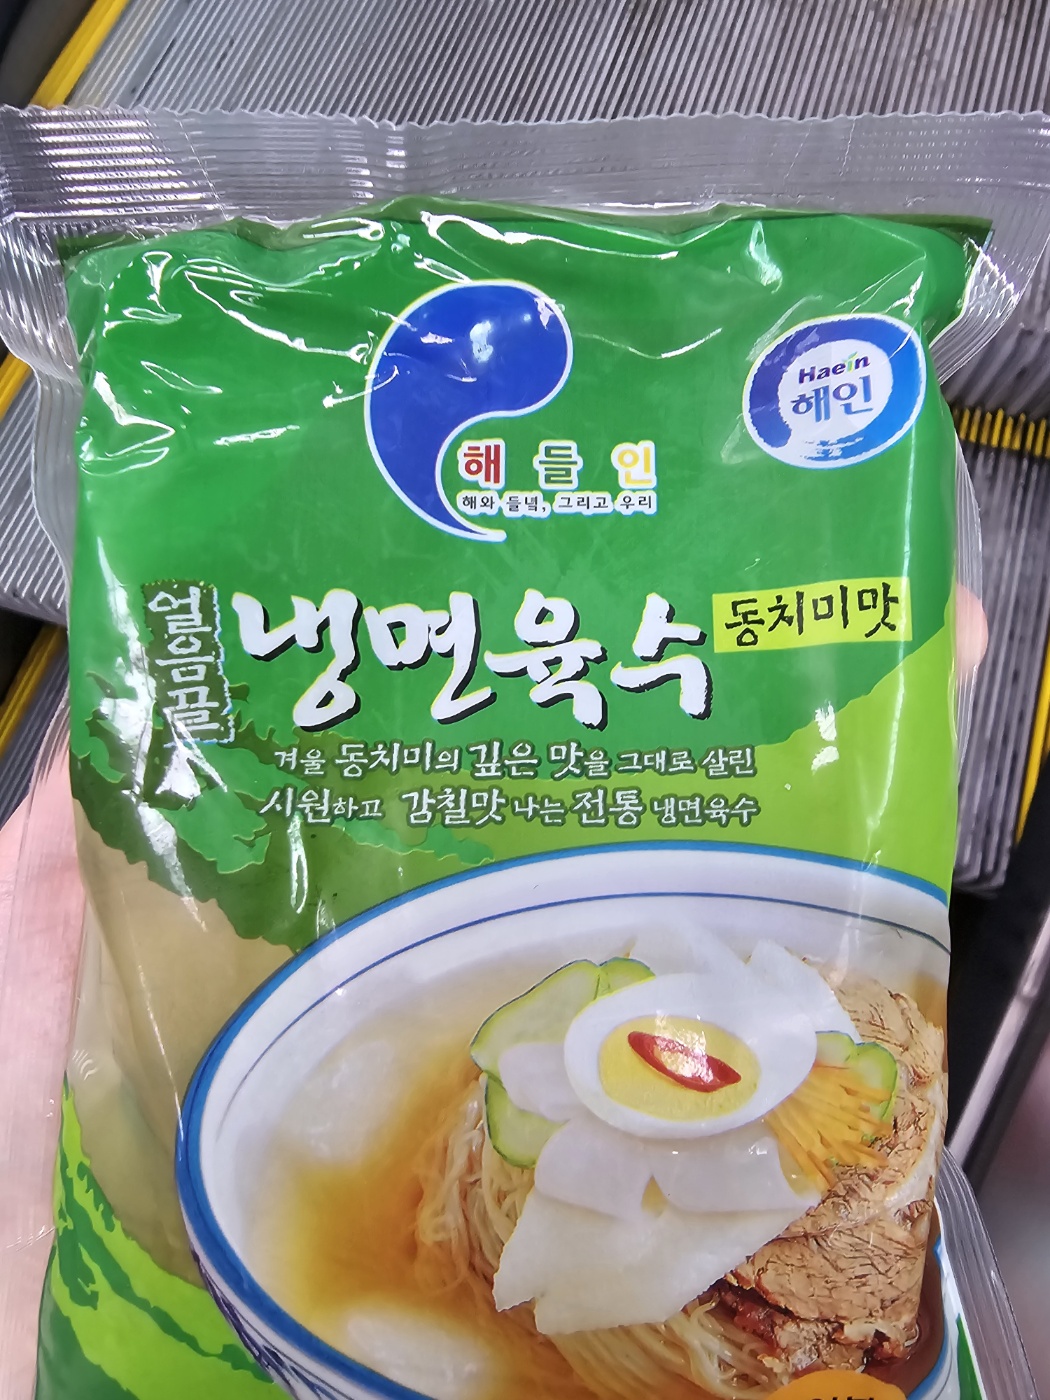 Haein
해인
해들인
해와 들녘, 그리고 우리
얼음골
냉면육수
동치미맛
겨울 동치미의 깊은 맛을 그대로 살린
시원하고 감칠맛 나는 전통 냉면육수